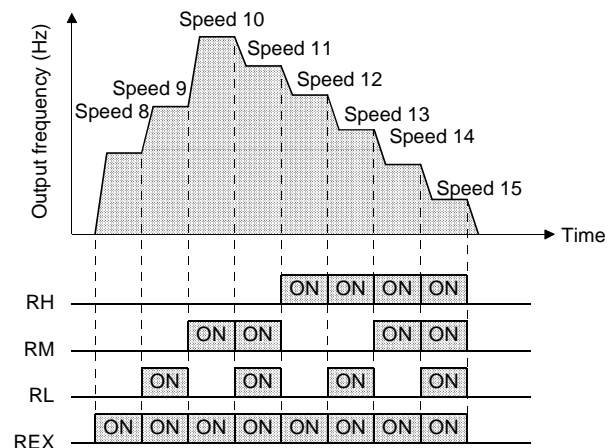 Output frequency (Hz)
Speed 10
Speed 11
Speed 9
Speed 12
Speed 8
Speed 13
Speed 14
Speed 15
Time
RH ON ON ON ON
RM ON ON ON ON
RL ON ON ON ON
REX ON ON ON ON ON ON ON ON